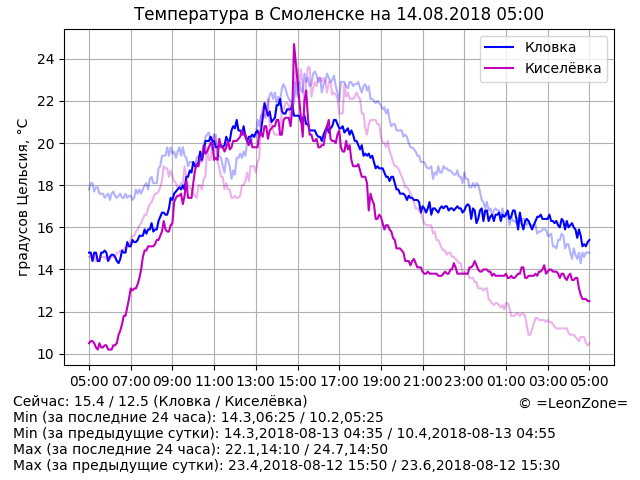 Температура в Смоленске на 14.08.2018 05:00
Кловка
Киселёвка
градусов Цельсия, °C
24
22
20
18
16
14
12
10
05:00 07:00 09:00 11:00 13:00 15:00 17:00 19:00 21:00 23:00 01:00 03:00 05:00
Сейчас: 15.4 / 12.5 (Кловка / Киселёвка)
© =LeonZone=
Min (за последние 24 часа): 14.3,06:25 / 10.2,05:25
Min (за предыдущие сутки): 14.3,2018-08-13 04:35 / 10.4,2018-08-13 04:55
Max (за последние 24 часа): 22.1,14:10 / 24.7,14:50
Max (за предыдущие сутки): 23.4,2018-08-12 15:50 / 23.6,2018-08-12 15:30